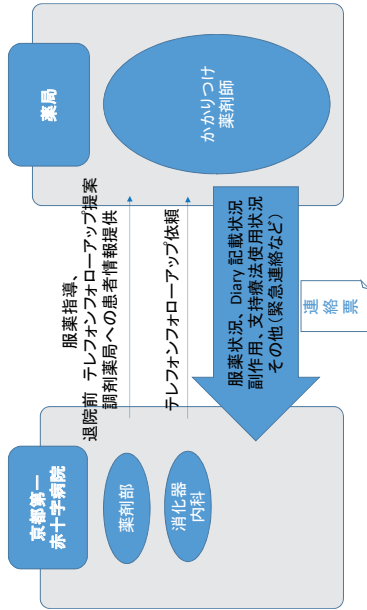 京都第一
赤十字病院
薬剤部
消化器
内科
服薬指導、
退院前 テレフォンフォローアップ提案
調剤薬局への患者情報提供
テレフォンフォローアップ依頼
服薬状況、Diary 記載状況
副作用、支持療法使用状況
その他(緊急連絡など)
連絡
票
薬局
かかりつけ
薬剤師